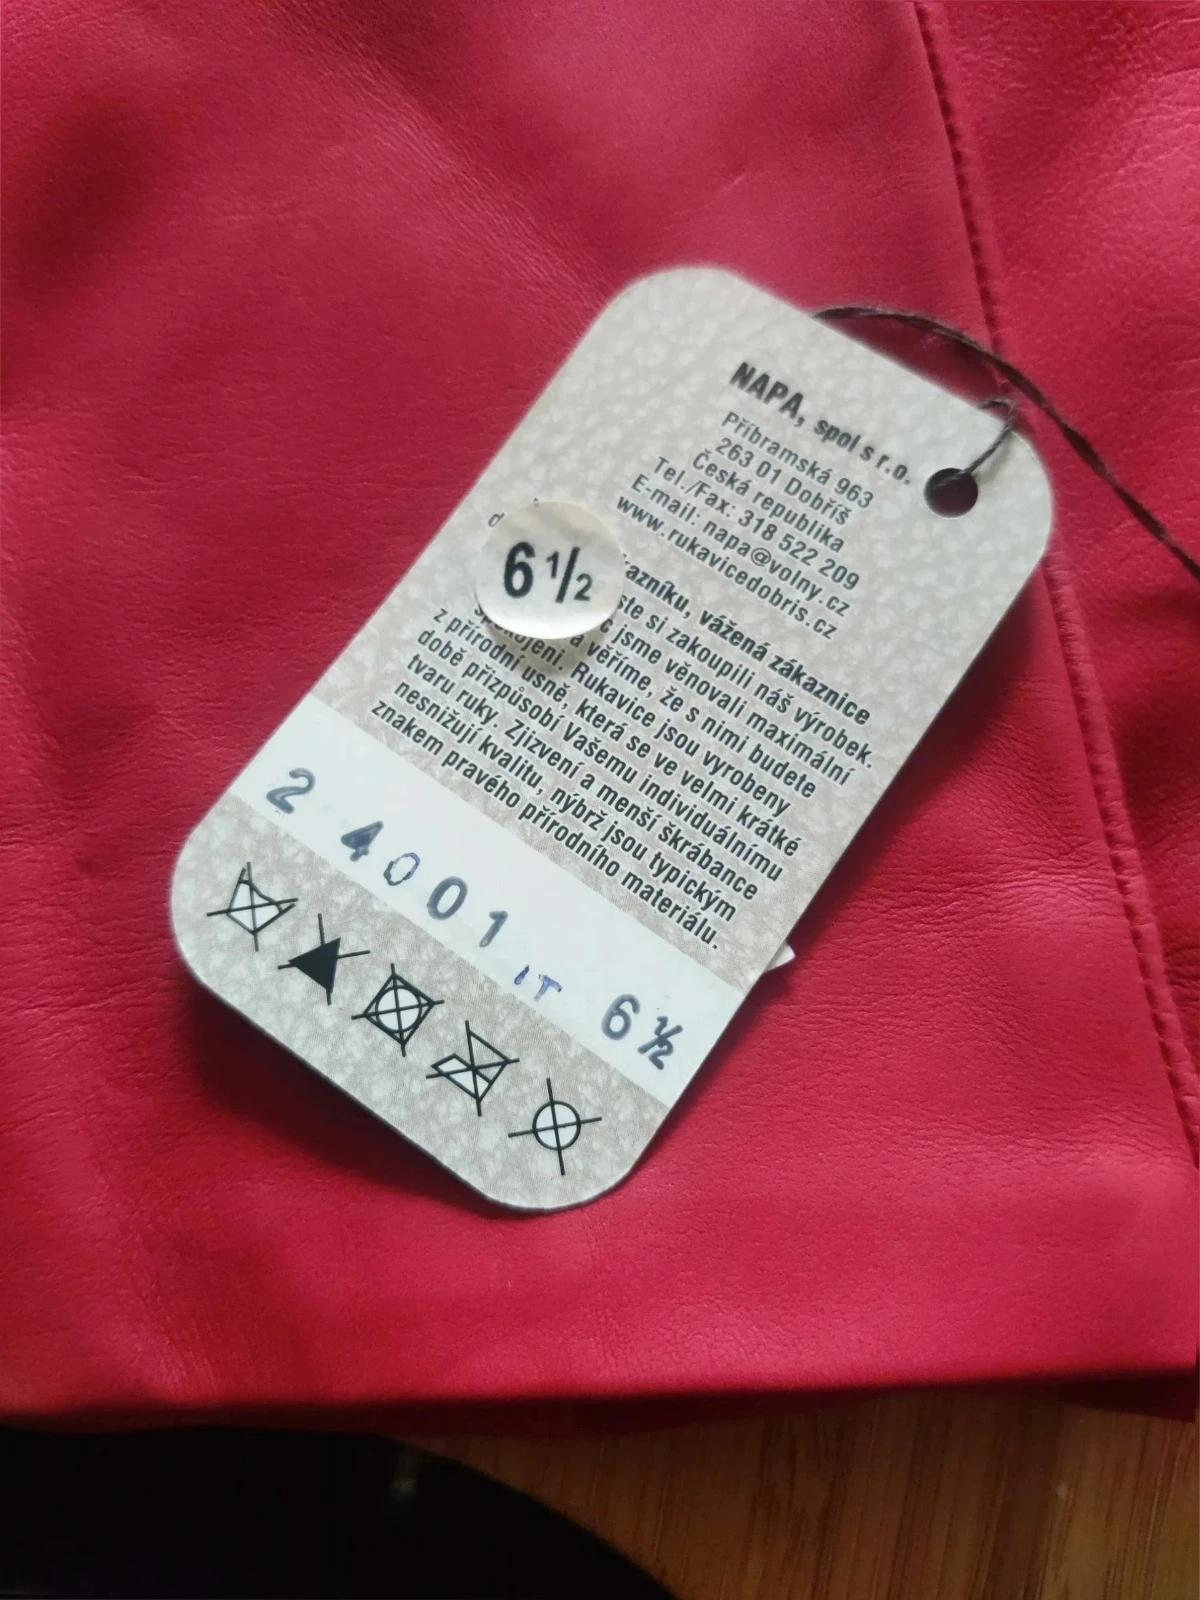 NAPA, spol s r.o.
Příbramská 963
263 01 Dobříš
Česká republika
Tel./Fax: 318 522 209
E-mail: napa@volny.cz
www.rukavicedobris.cz
vážená zákaznice
ste si zakoupili náš výrobek.
jsme věnovali maximální
a věříme, že s nimi budete
spokojeni. Rukavice jsou vyrobeny
z přírodní usně, která se ve velmi krátké
době přizpůsobí Vašemu individuálnímu
tvaru ruky. Zjizvení a menší škrábance
nesnižují kvalitu, nýbrž jsou typickým
znakem pravého přírodního materiálu.
6 1/2
2 4001 IT 6 ½